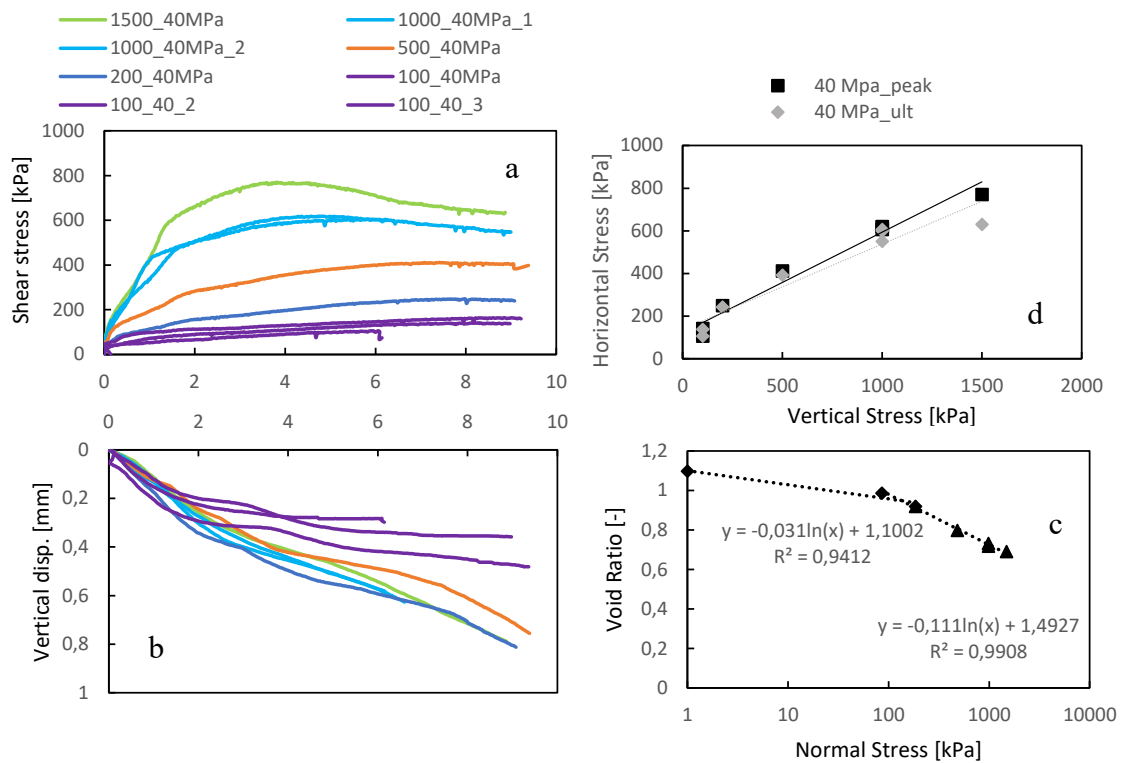 1500_40MPa 1000_40MPa_1
1000_40MPa_2 500_40MPa
200_40MPa 100_40MPa
100_40_2 100_40_3
Shear stress [kPa]
1000
800
600
400
200
0
0 2 4 6 8 10
a
0 2 4 6 8 10
Vertical disp. [mm]
0
0,2
0,4
0,6
0,8
1
b
40 Mpa_peak
40 MPa_ult
Horizontal Stress [kPa]
1000
800
600
400
200
0
0 500 1000 1500 2000
Vertical Stress [kPa]
d
Void Ratio [-]
1,2
1
0,8
0,6
0,4
0,2
0
y = -0,031ln(x) + 1,1002
R² = 0,9412
c
y = -0,111ln(x) + 1,4927
R² = 0,9908
1 10 100 1000 10000
Normal Stress [kPa]